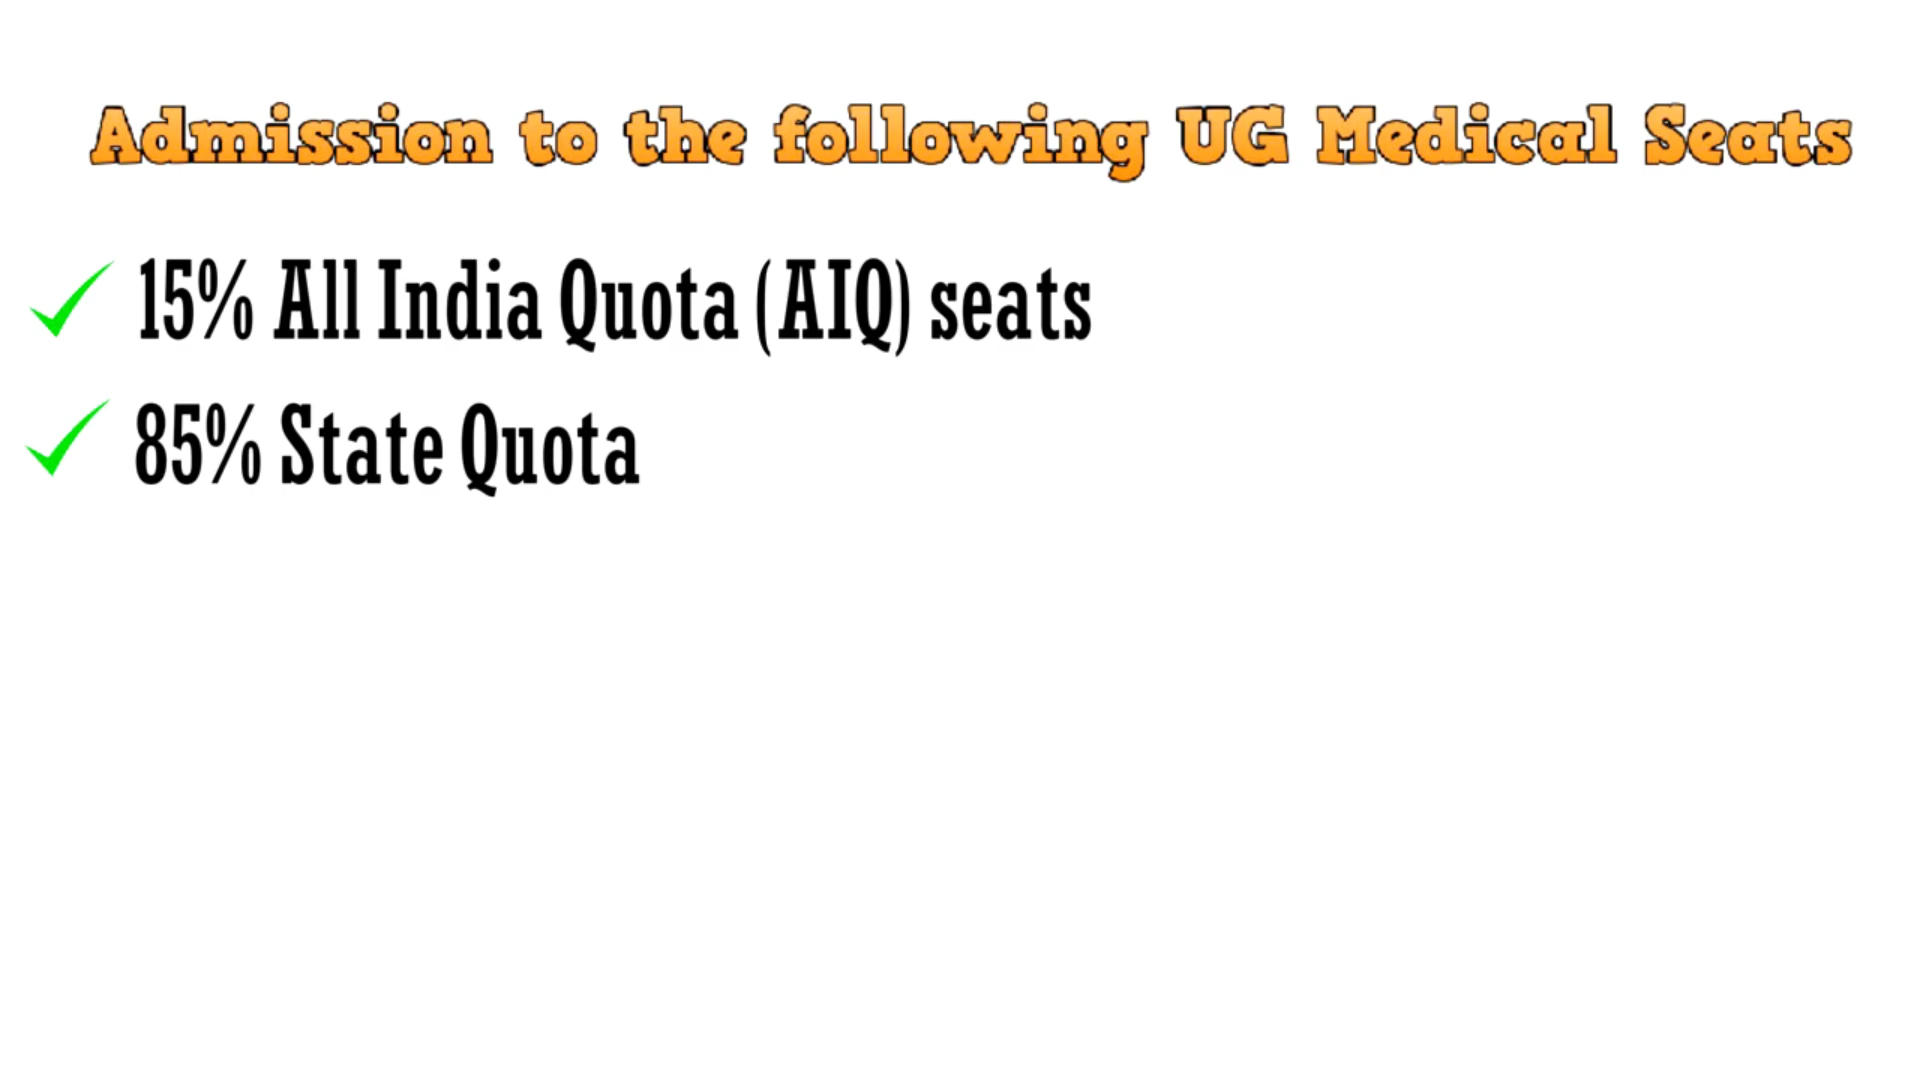 Admission to the following UG Medical Seats
15% All India Quota (AIQ) seats
85% State Quota